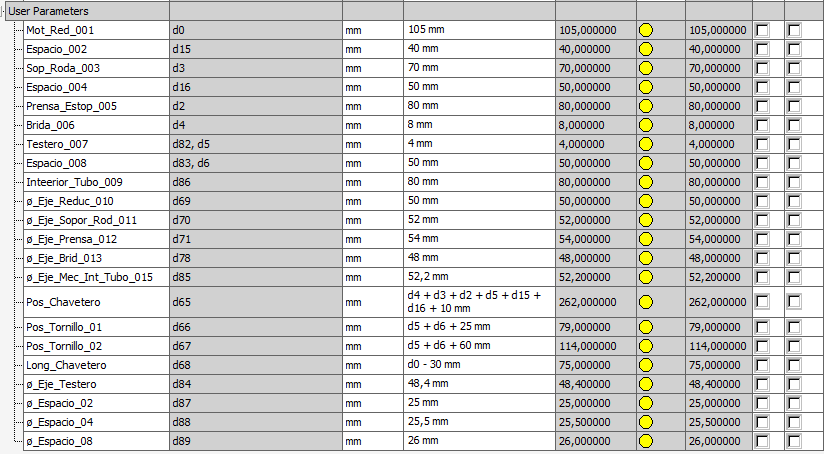 User Parameters
Mot_Red_001 d0 mm 105 mm 105,000000 105,000000
Espacio_002 d15 mm 40 mm 40,000000 40,000000
Sop_Roda_003 d3 mm 70 mm 70,000000 70,000000
Espacio_004 d16 mm 50 mm 50,000000 50,000000
Prensa_Estop_005 d2 mm 80 mm 80,000000 80,000000
Brida_006 d4 mm 8 mm 8,000000 8,000000
Testero_007 d82, d5 mm 4 mm 4,000000 4,000000
Espacio_008 d83, d6 mm 50 mm 50,000000 50,000000
Inteerior_Tubo_009 d86 mm 80 mm 80,000000 80,000000
ø_Eje_Reduc_010 d69 mm 50 mm 50,000000 50,000000
ø_Eje_Sopor_Rod_011 d70 mm 52 mm 52,000000 52,000000
ø_Eje_Prensa_012 d71 mm 54 mm 54,000000 54,000000
ø_Eje_Brid_013 d78 mm 48 mm 48,000000 48,000000
ø_Eje_Mec_Int_Tubo_015 d85 mm 52,2 mm 52,200000 52,200000
Pos_Chavetero d65 mm d4 + d3 + d2 + d5 + d15 +
d16 + 10 mm 262,000000 262,000000
Pos_Tornillo_01 d66 mm d5 + d6 + 25 mm 79,000000 79,000000
Pos_Tornillo_02 d67 mm d5 + d6 + 60 mm 114,000000 114,000000
Long_Chavetero d68 mm d0 - 30 mm 75,000000 75,000000
ø_Eje_Testero d84 mm 48,4 mm 48,400000 48,400000
ø_Espacio_02 d87 mm 25 mm 25,000000 25,000000
ø_Espacio_04 d88 mm 25,5 mm 25,500000 25,500000
ø_Espacio_08 d89 mm 26 mm 26,000000 26,000000